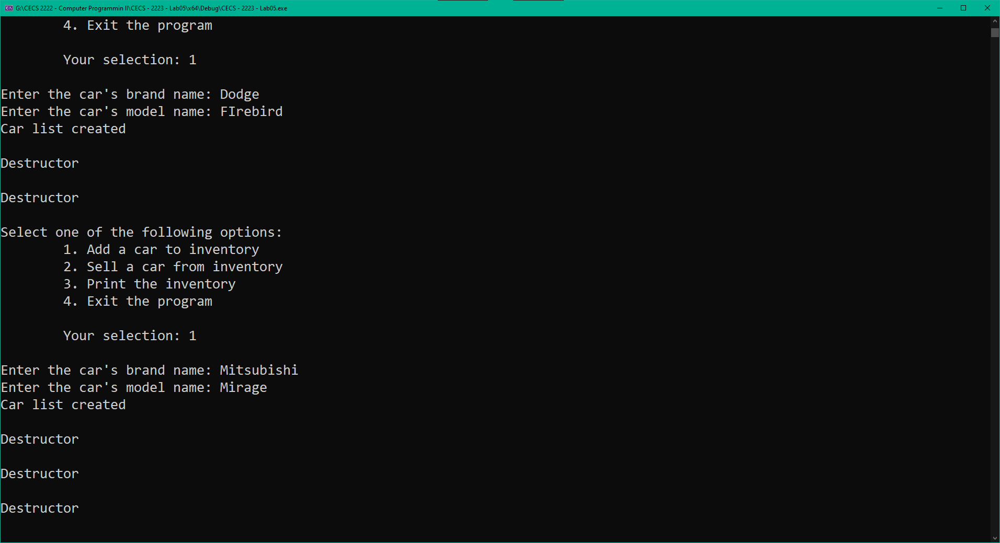 G:\CECS 2222 - Computer Programmin II\CECS - 2223 - Lab05\x64\Debug\CECS - 2223 - Lab05.exe
4. Exit the program
Your selection: 1
Enter the car's brand name: Dodge
Enter the car's model name: FIrebird
Car list created
Destructor
Destructor
Select one of the following options:
1. Add a car to inventory
2. Sell a car from inventory
3. Print the inventory
4. Exit the program
Your selection: 1
Enter the car's brand name: Mitsubishi
Enter the car's model name: Mirage
Car list created
Destructor
Destructor
Destructor